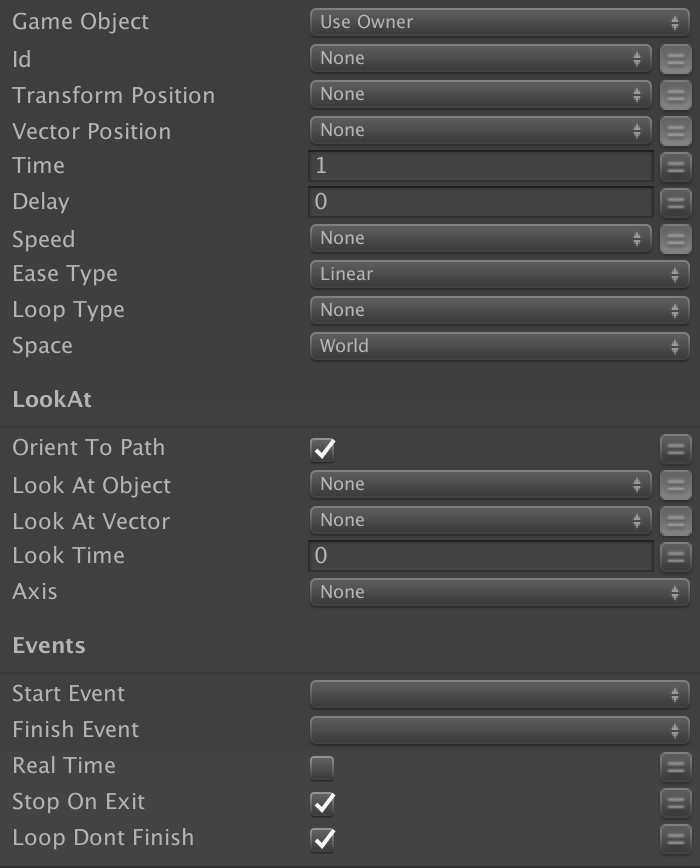 Game Object Use Owner
Id None
Transform Position None
Vector Position None
Time 1
Delay 0
Speed None
Ease Type Linear
Loop Type None
Space World
LookAt
Orient To Path
Look At Object None
Look At Vector None
Look Time 0
Axis None
Events
Start Event
Finish Event
Real Time
Stop On Exit
Loop Dont Finish